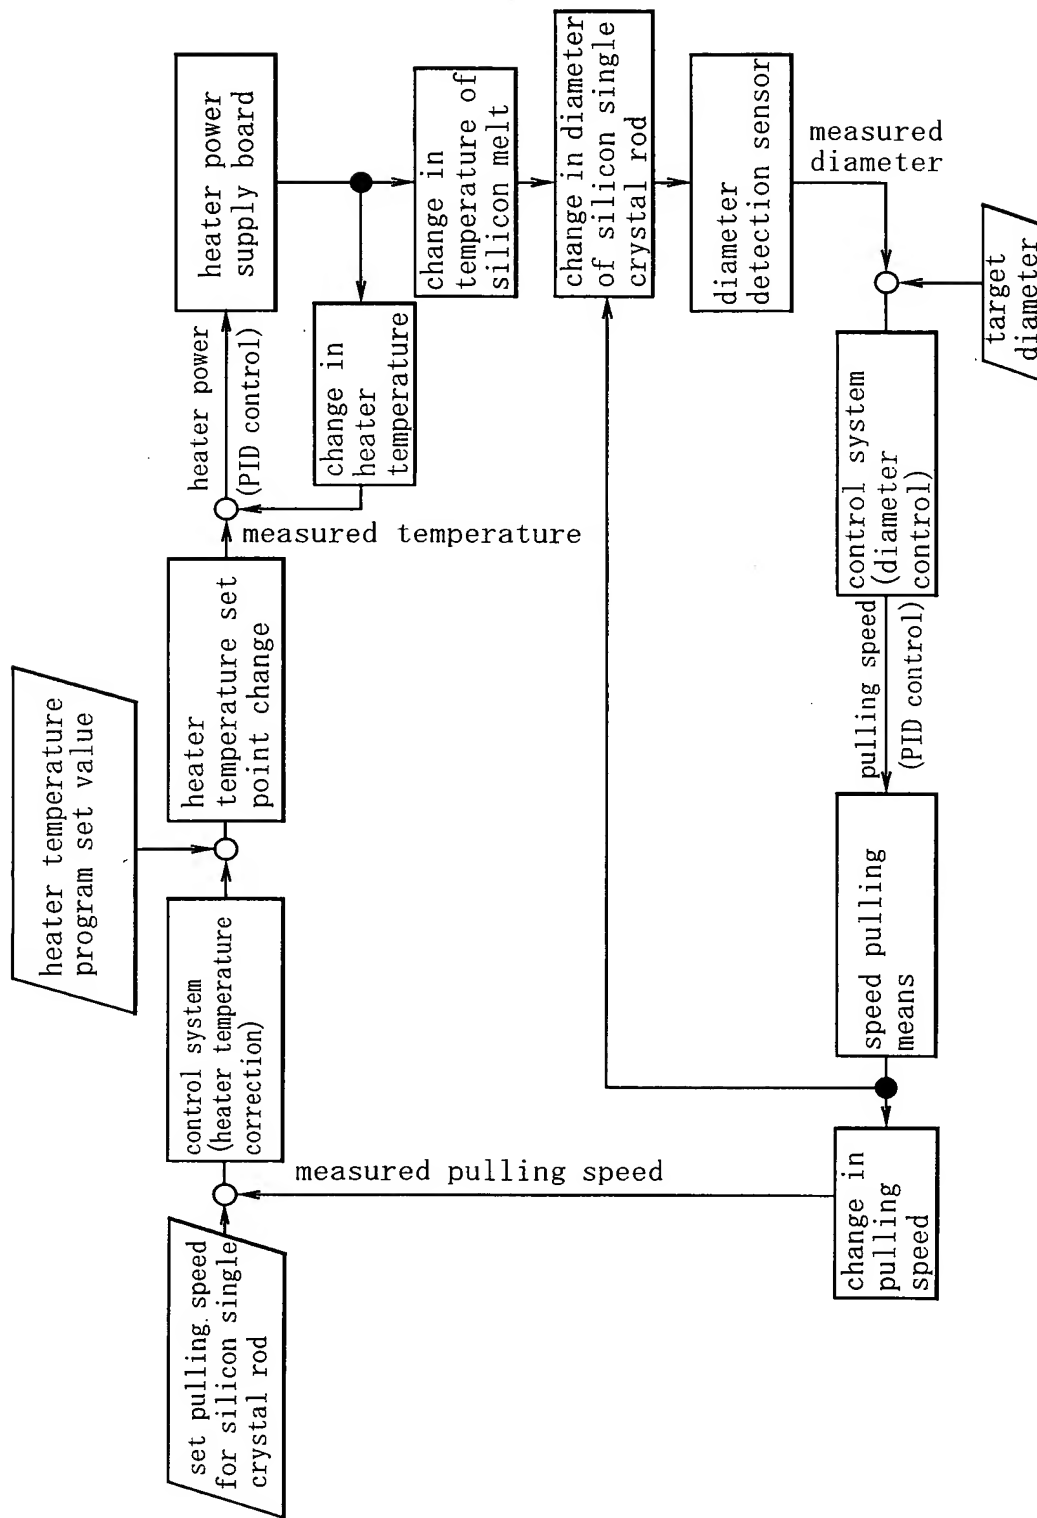 set pulling speed
for silicon single
crystal rod
control system
(heater temperature
correction)
heater temperature
program set value
heater
temperature set
point change
heater power
(PID control)
measured temperature
heater power
supply board
change in
heater
temperature
change in
temperature of
silicon melt
change in diameter
of silicon single
crystal rod
diameter
detection sensor
measured
diameter
target
diameter
control system
(diameter
control)
pulling speed
(PID control)
speed pulling
means
change in
pulling
speed
measured pulling speed